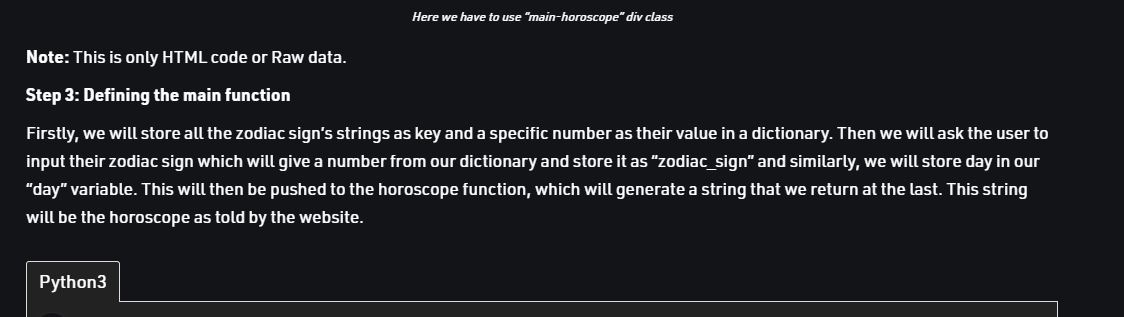 Here we have to use “main-horoscope” div class
Note: This is only HTML code or Raw data.
Step 3: Defining the main function
Firstly, we will store all the zodiac sign’s strings as key and a specific number as their value in a dictionary. Then we will ask the user to
input their zodiac sign which will give a number from our dictionary and store it as “zodiac_sign” and similarly, we will store day in our
“day” variable. This will then be pushed to the horoscope function, which will generate a string that we return at the last. This string
will be the horoscope as told by the website.
Python3